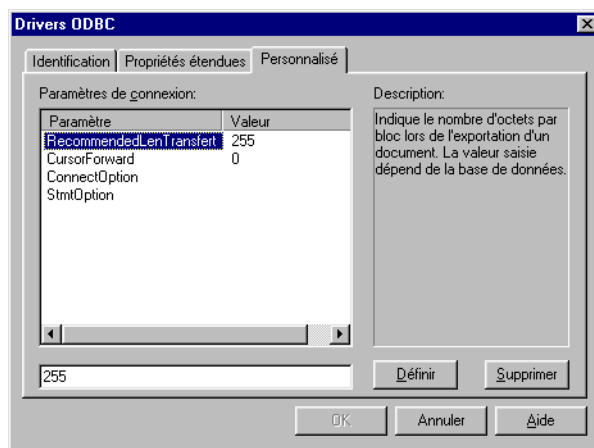 Drivers ODBC
Identification Propriétés étendues Personnalisé
Paramètres de connexion: Description:
Paramètre Valeur
RecommendedLenTransfert 255
CursorForward 0
ConnectOption
StmtOption
Indique le nombre d'octets par
bloc lors de l'exportation d'un
document. La valeur saisie
dépend de la base de données.
255 Définir Supprimer
OK Annuler Aide